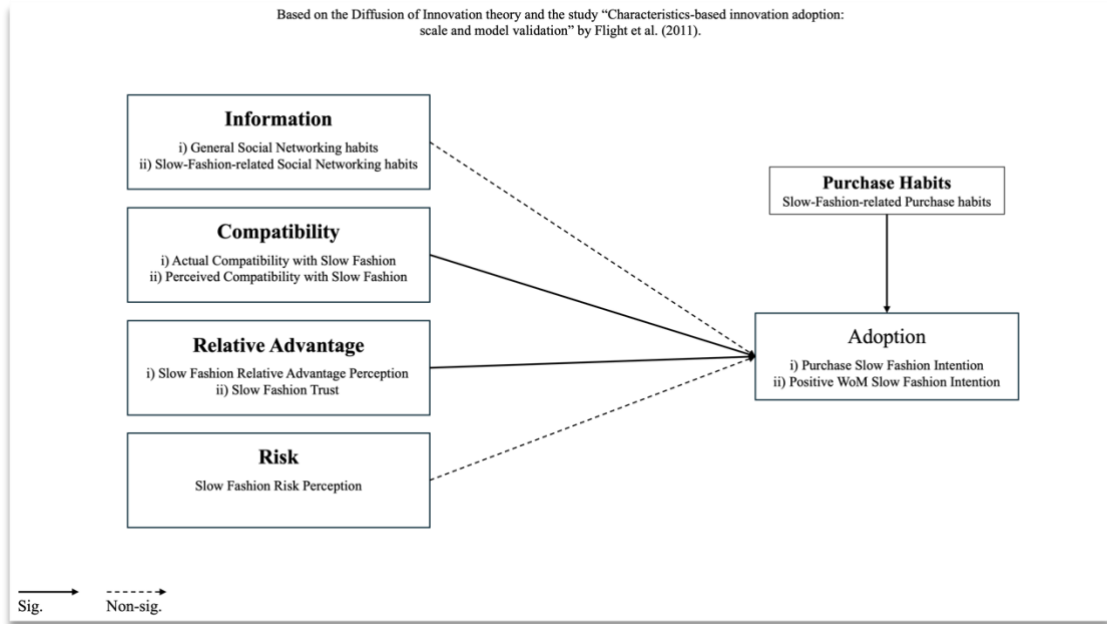 Based on the Diffusion of Innovation theory and the study “Characteristics-based innovation adoption:
scale and model validation” by Flight et al. (2011).
Information
i) General Social Networking habits
ii) Slow-Fashion-related Social Networking habits
Compatibility
i) Actual Compatibility with Slow Fashion
ii) Perceived Compatibility with Slow Fashion
Relative Advantage
i) Slow Fashion Relative Advantage Perception
ii) Slow Fashion Trust
Risk
Slow Fashion Risk Perception
Purchase Habits
Slow-Fashion-related Purchase habits
Adoption
i) Purchase Slow Fashion Intention
ii) Positive WoM Slow Fashion Intention
Sig.
Non-sig.